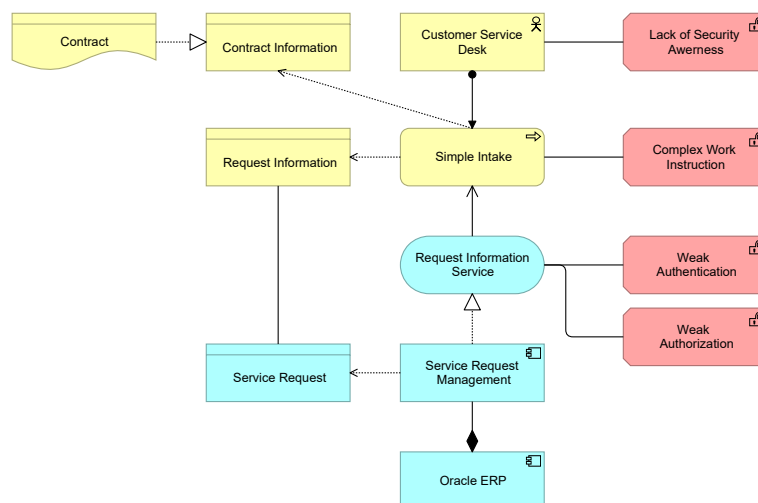 Contract
Contract Information
Customer Service
Desk
Lack of Security
Awerness
Request Information
Simple Intake
Complex Work
Instruction
Request Information
Service
Weak
Authentication
Weak
Authorization
Service Request
Service Request
Management
Oracle ERP